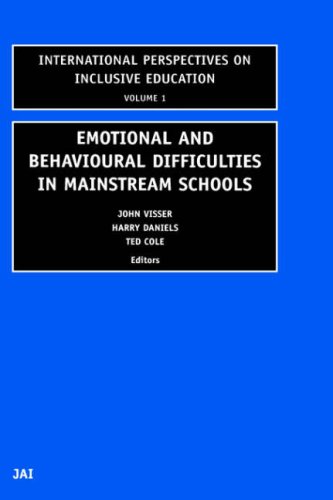 INTERNATIONAL PERSPECTIVES ON
INCLUSIVE EDUCATION
VOLUME 1
EMOTIONAL AND
BEHAVIOURAL DIFFICULTIES
IN MAINSTREAM SCHOOLS
JOHN VISSER
HARRY DANIELS
TED COLE
Editors
JAI